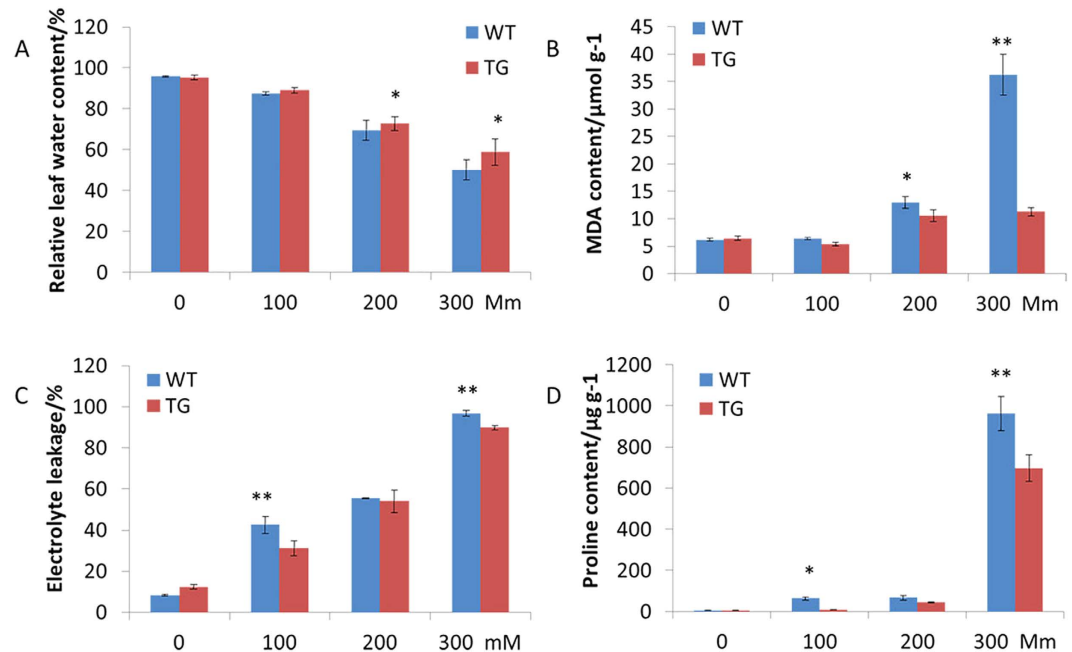 A
Relative leaf water content/%
120
100
80
60
40
20
0
WT
TG
*
*
0 100 200 300 Mm
B
MDA content/μmol g-1
45
40
35
30
25
20
15
10
5
0
WT
TG
*
**
0 100 200 300 Mm
C
Electrolyte leakage/%
120
100
80
60
40
20
0
WT
TG
**
**
0 100 200 300 mM
D
Proline content/μg g-1
1200
1000
800
600
400
200
0
WT
TG
*
**
0 100 200 300 Mm